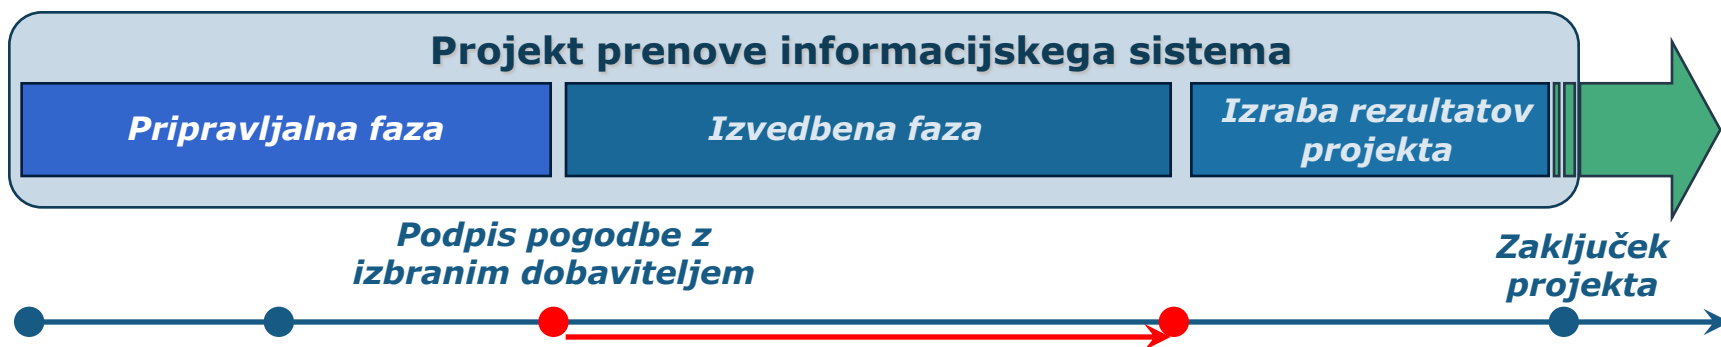 Projekt prenove informacijskega sistema
Pripravljalna faza
Izvedbena faza
Izraba rezultatov
projekta
Podpis pogodbe z
izbranim dobaviteljem
Zaključek
projekta